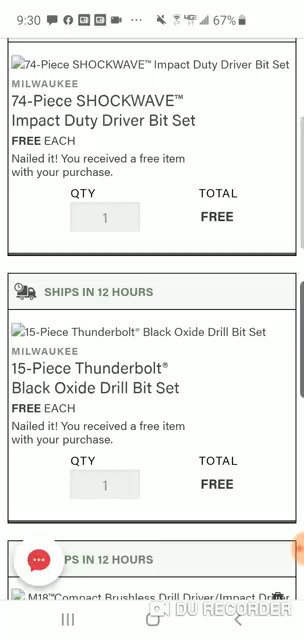 9:30
67%
74-Piece SHOCKWAVE™ Impact Duty Driver Bit Set
MILWAUKEE
74-Piece SHOCKWAVE™
Impact Duty Driver Bit Set
FREE EACH
Nailed it! You received a free item
with your purchase.
QTY TOTAL
1 FREE
SHIPS IN 12 HOURS
15-Piece Thunderbolt® Black Oxide Drill Bit Set
MILWAUKEE
15-Piece Thunderbolt®
Black Oxide Drill Bit Set
FREE EACH
Nailed it! You received a free item
with your purchase.
QTY TOTAL
1 FREE
PS IN 12 HOURS
M18™Compact Brushless Drill Driver/Impact Driver
DU RECORDER